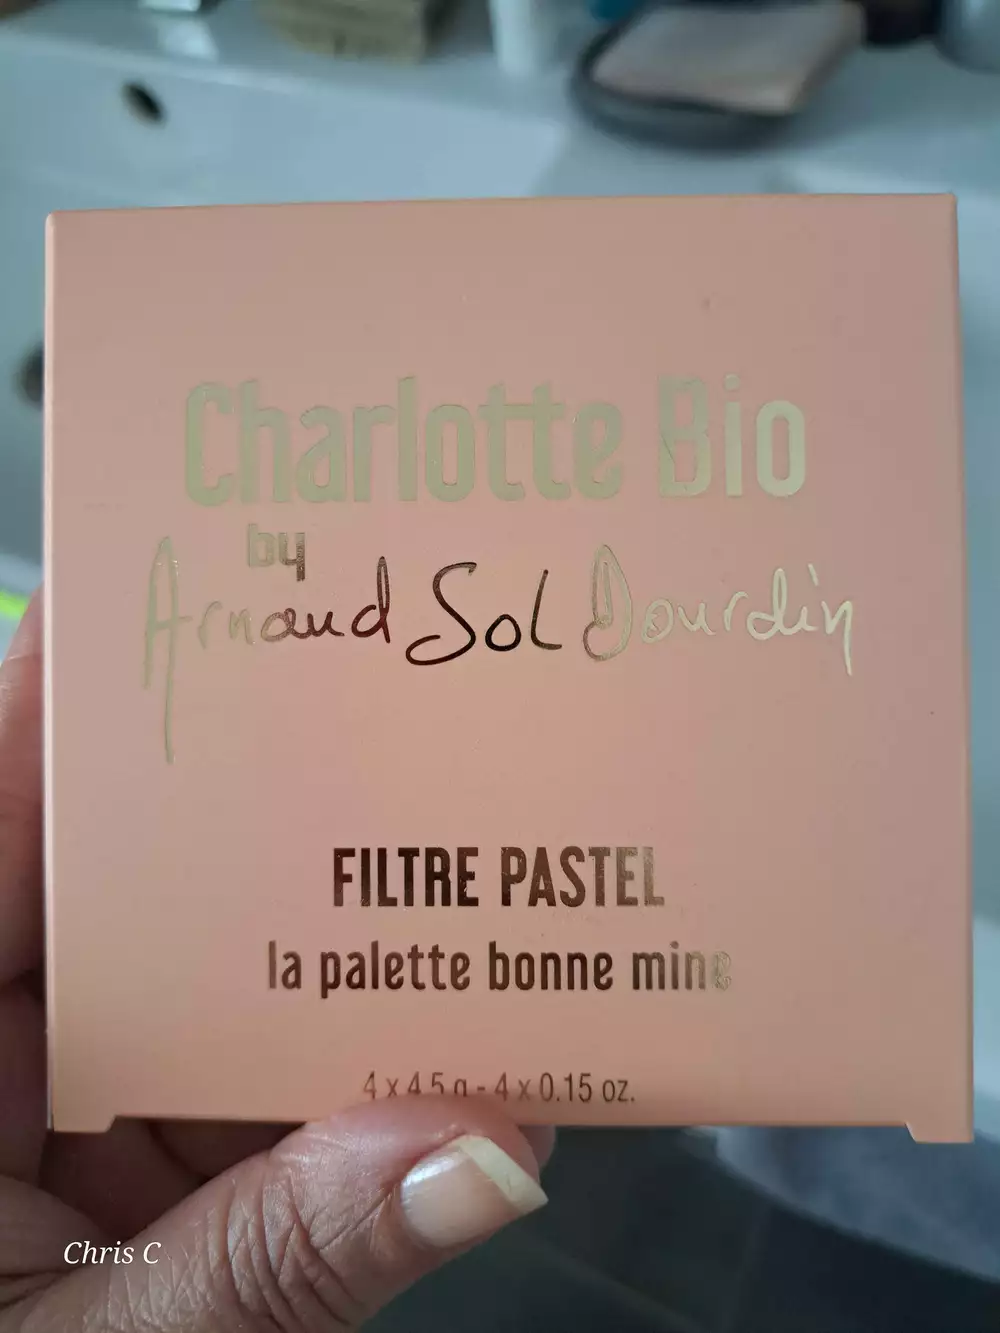 Charlotte Bio
by
Arnaud Sol Dourdin
FILTRE PASTEL
la palette bonne mine
4 x 4.5 g - 4 x 0.15 oz.
Chris C